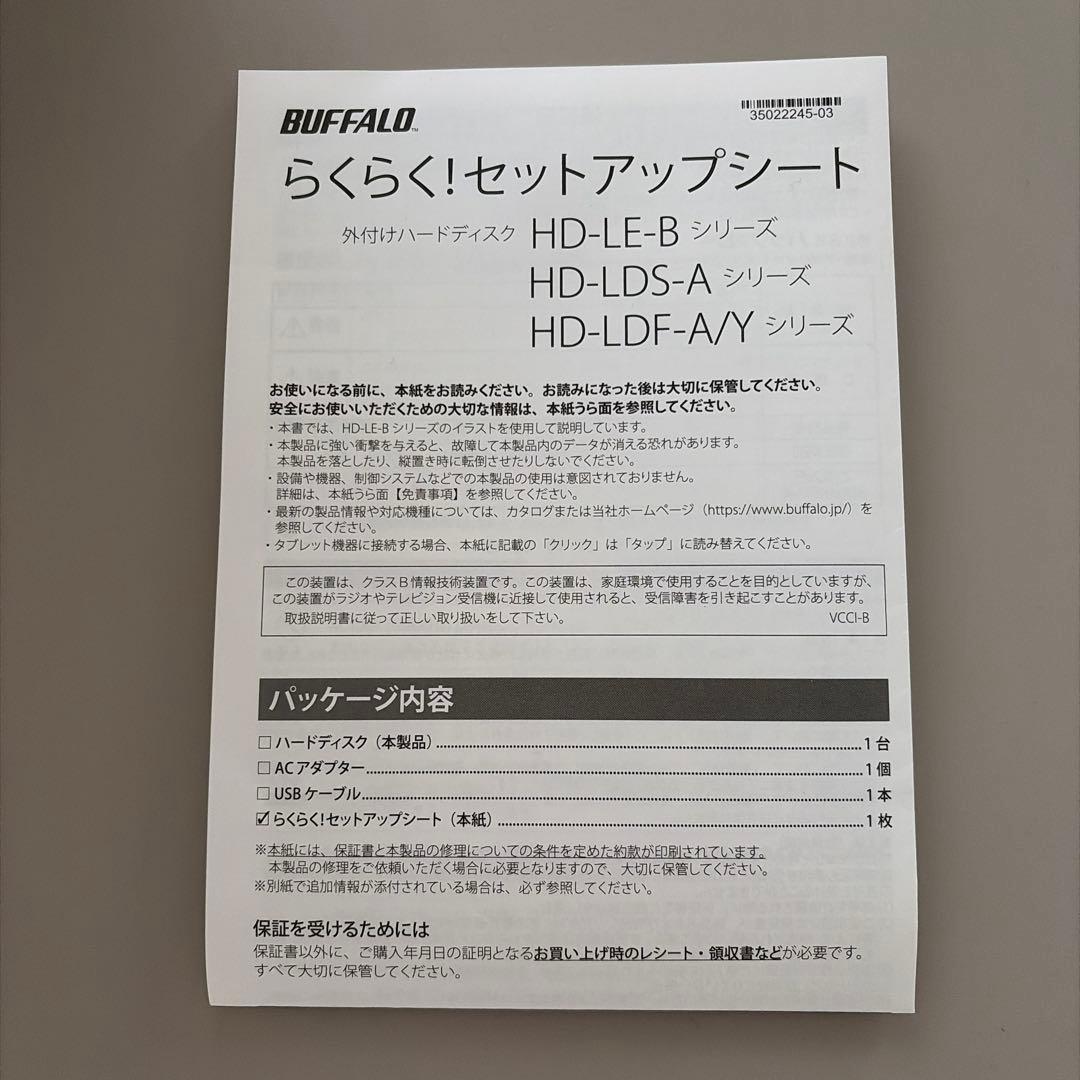 BUFFALO™
35022245-03
らくらく!セットアップシート
外付けハードディスク HD-LE-B シリーズ
HD-LDS-A シリーズ
HD-LDF-A/Y シリーズ
お使いになる前に、本紙をお読みください。お読みになった後は大切に保管してください。
安全にお使いいただくための大切な情報は、本紙うら面を参照してください。
・本書では、HD-LE-B シリーズのイラストを使用して説明しています。
・本製品に強い衝撃を与えると、故障して本製品内のデータが消える恐れがあります。
本製品を落としたり、縦置き時に転倒させたりしないでください。
・設備や機器、制御システムなどでの本製品の使用は意図されておりません。
詳細は、本紙うら面【免責事項】を参照してください。
・最新の製品情報や対応機種については、カタログまたは当社ホームページ（https://www.buffalo.jp/）を
参照してください。
・タブレット機器に接続する場合、本紙に記載の「クリック」は「タップ」に読み替えてください。
この装置は、クラスB情報技術装置です。この装置は、家庭環境で使用することを目的としていますが、
この装置がラジオやテレビジョン受信機に近接して使用されると、受信障害を引き起こすことがあります。
取扱説明書に従って正しい取り扱いをして下さい。 VCCI-B
パッケージ内容
□ ハードディスク（本製品）......1 台
□ ACアダプター......1 個
□ USB ケーブル......1 本
☑ らくらく!セットアップシート（本紙）......1 枚
※本紙には、保証書と本製品の修理についての条件を定めた約款が印刷されています。
本製品の修理をご依頼いただく場合に必要となりますので、大切に保管してください。
※別紙で追加情報が添付されている場合は、必ず参照してください。
保証を受けるためには
保証書以外に、ご購入年月日の証明となるお買い上げ時のレシート・領収書などが必要です。
すべて大切に保管してください。